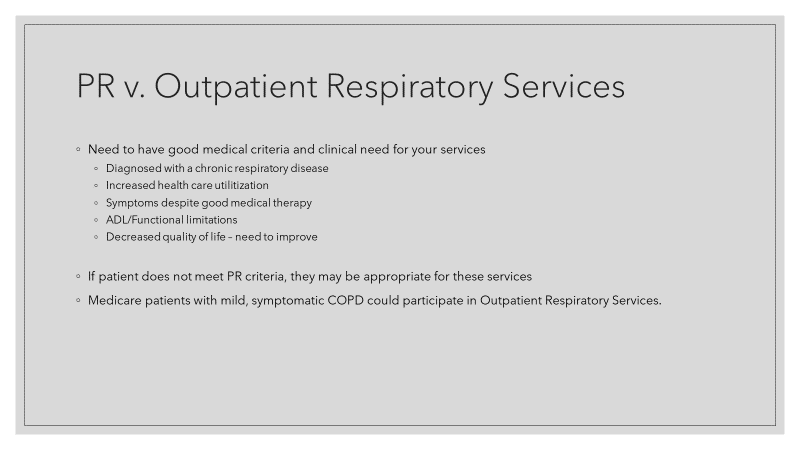 PR v. Outpatient Respiratory Services
◦ Need to have good medical criteria and clinical need for your services
◦ Diagnosed with a chronic respiratory disease
◦ Increased health care utilitization
◦ Symptoms despite good medical therapy
◦ ADL/Functional limitations
◦ Decreased quality of life – need to improve
◦ If patient does not meet PR criteria, they may be appropriate for these services
◦ Medicare patients with mild, symptomatic COPD could participate in Outpatient Respiratory Services.